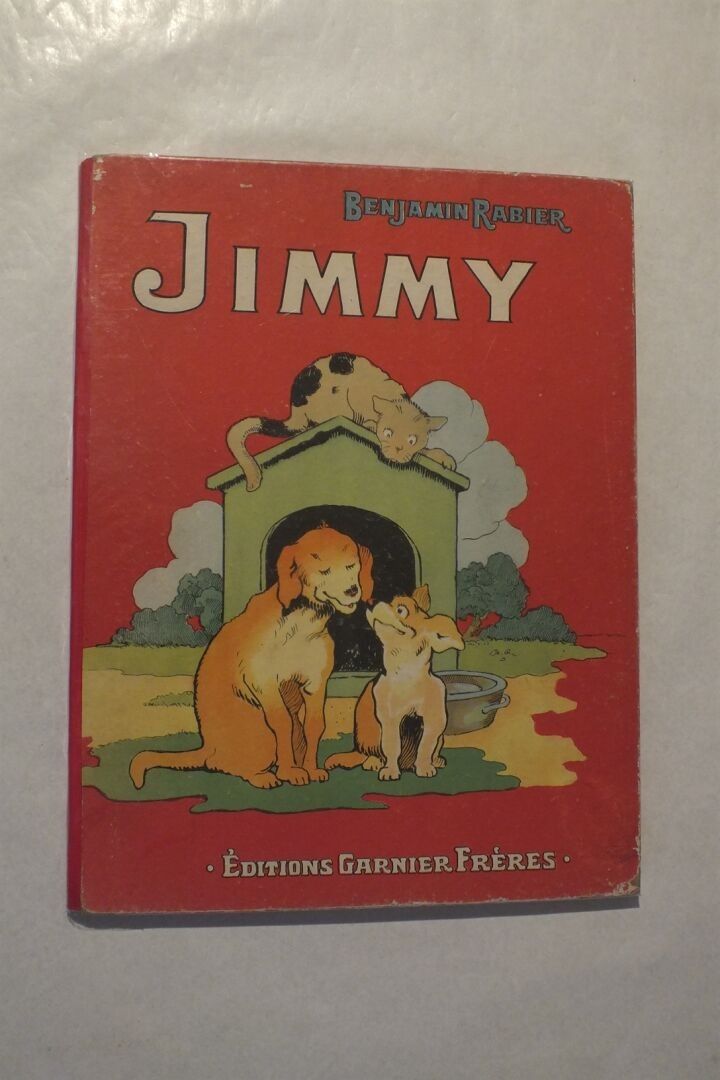 BENJAMIN RABIER
JIMMY
· ÉDITIONS GARNIER FRÈRES ·